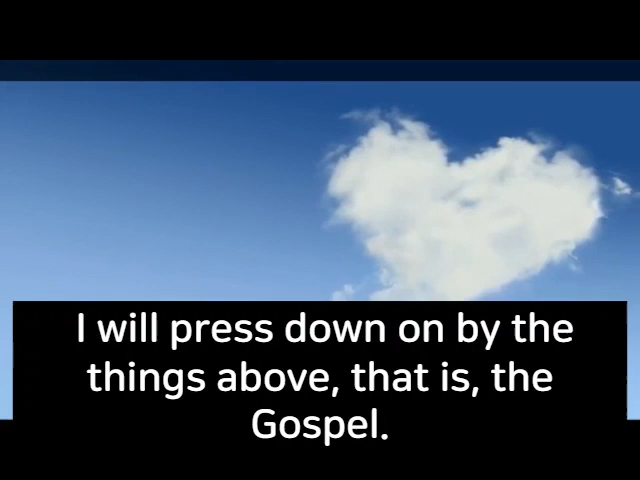 I will press down on by the
things above, that is, the
Gospel.